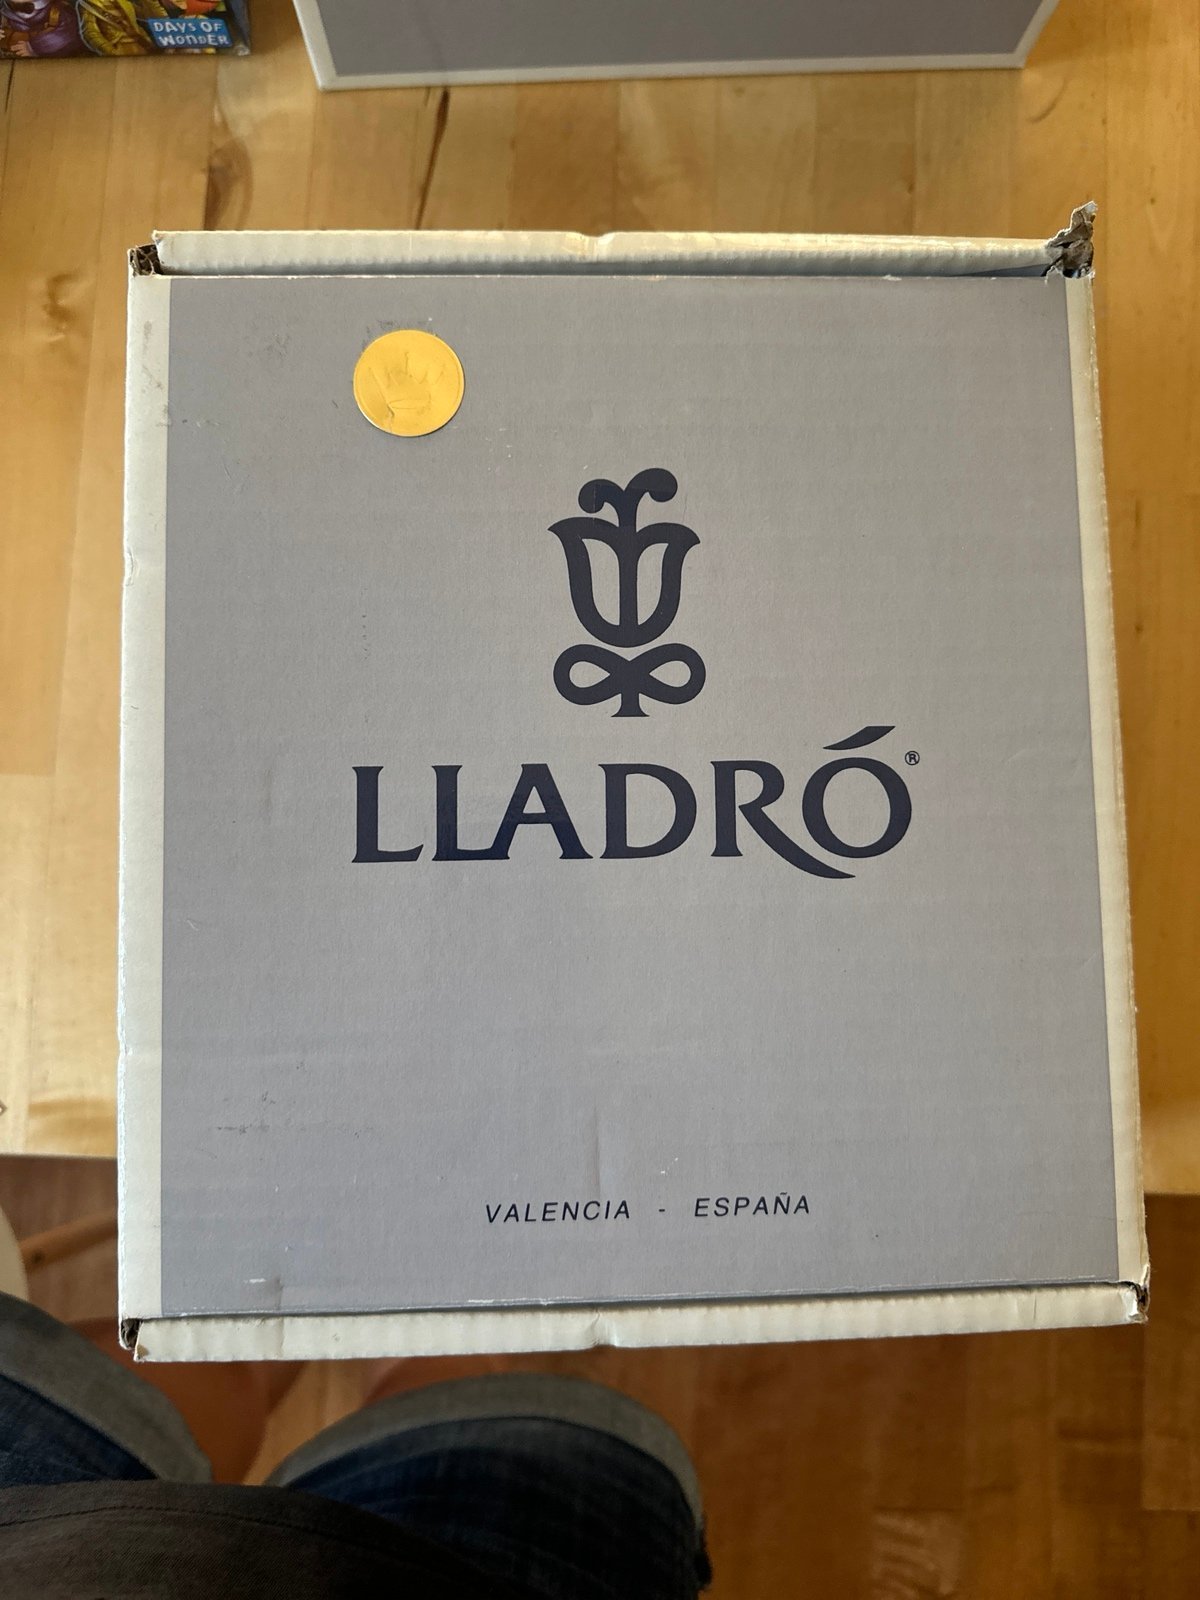 DAYS OF
WONDER
LLADRÓ®
VALENCIA - ESPAÑA